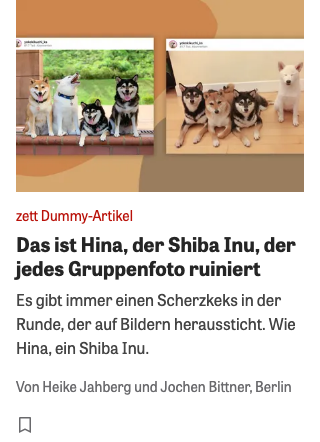 zett Dummy-Artikel
Das ist Hina, der Shiba Inu, der
jedes Gruppenfoto ruiniert
Es gibt immer einen Scherzkeks in der
Runde, der auf Bildern heraussticht. Wie
Hina, ein Shiba Inu.
Von Heike Jahberg und Jochen Bittner, Berlin